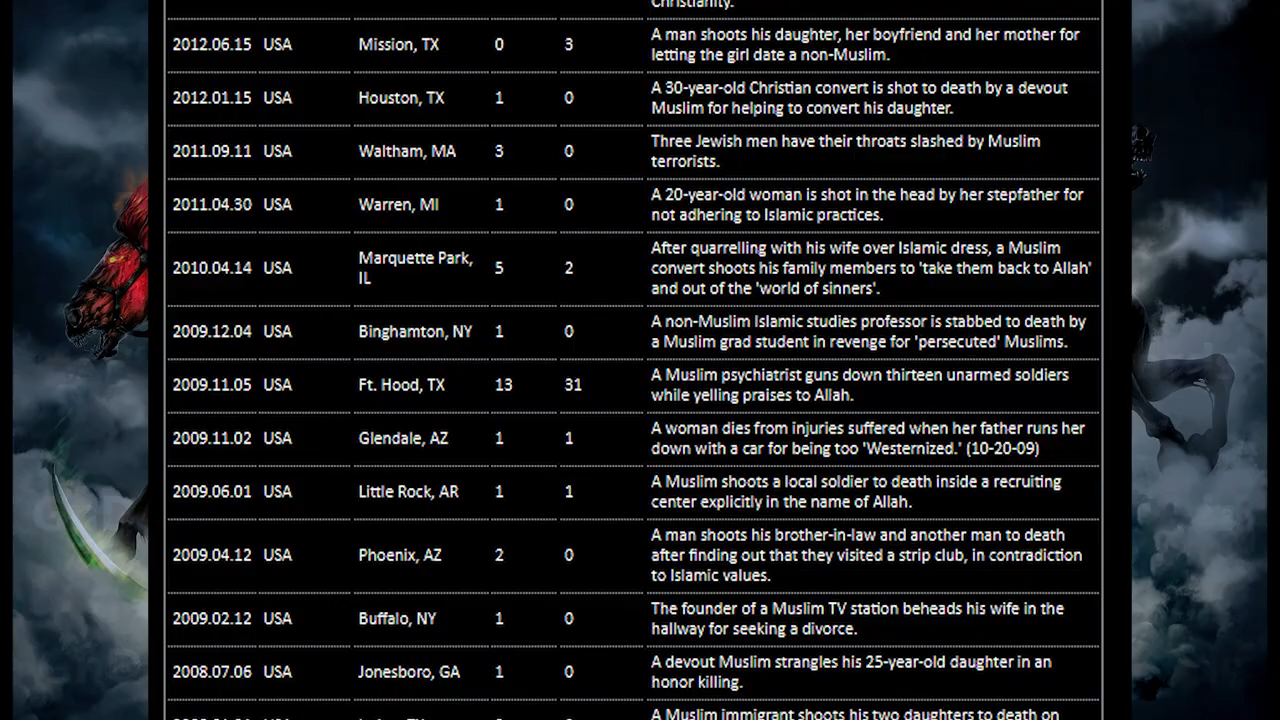 Christianity.
2012.06.15 USA Mission, TX 0 3 A man shoots his daughter, her boyfriend and her mother for
letting the girl date a non-Muslim.
2012.01.15 USA Houston, TX 1 0 A 30-year-old Christian convert is shot to death by a devout
Muslim for helping to convert his daughter.
2011.09.11 USA Waltham, MA 3 0 Three Jewish men have their throats slashed by Muslim
terrorists.
2011.04.30 USA Warren, MI 1 0 A 20-year-old woman is shot in the head by her stepfather for
not adhering to Islamic practices.
2010.04.14 USA Marquette Park, IL 5 2 After quarrelling with his wife over Islamic dress, a Muslim
convert shoots his family members to 'take them back to Allah'
and out of the 'world of sinners'.
2009.12.04 USA Binghamton, NY 1 0 A non-Muslim Islamic studies professor is stabbed to death by
a Muslim grad student in revenge for 'persecuted' Muslims.
2009.11.05 USA Ft. Hood, TX 13 31 A Muslim psychiatrist guns down thirteen unarmed soldiers
while yelling praises to Allah.
2009.11.02 USA Glendale, AZ 1 1 A woman dies from injuries suffered when her father runs her
down with a car for being too 'Westernized.' (10-20-09)
2009.06.01 USA Little Rock, AR 1 1 A Muslim shoots a local soldier to death inside a recruiting
center explicitly in the name of Allah.
2009.04.12 USA Phoenix, AZ 2 0 A man shoots his brother-in-law and another man to death
after finding out that they visited a strip club, in contradiction
to Islamic values.
2009.02.12 USA Buffalo, NY 1 0 The founder of a Muslim TV station beheads his wife in the
hallway for seeking a divorce.
2008.07.06 USA Jonesboro, GA 1 0 A devout Muslim strangles his 25-year-old daughter in an
honor killing.
A Muslim immigrant shoots his two daughters to death on